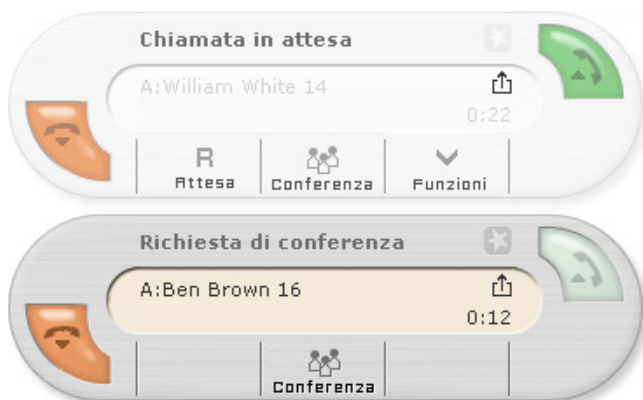 Chiamata in attesa
A:William White 14
0:22
R
Attesa Conferenza Funzioni
Richiesta di conferenza
A:Ben Brown 16
0:12
Conferenza